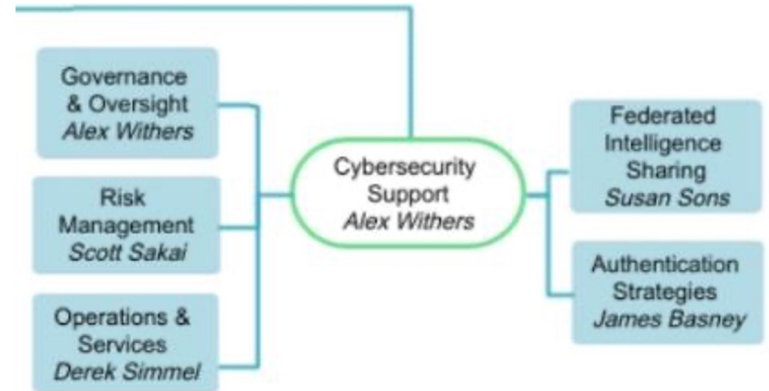 Governance
& Oversight
Alex Withers
Risk
Management
Scott Sakai
Operations &
Services
Derek Simmel
Cybersecurity
Support
Alex Withers
Federated
Intelligence
Sharing
Susan Sons
Authentication
Strategies
James Basney